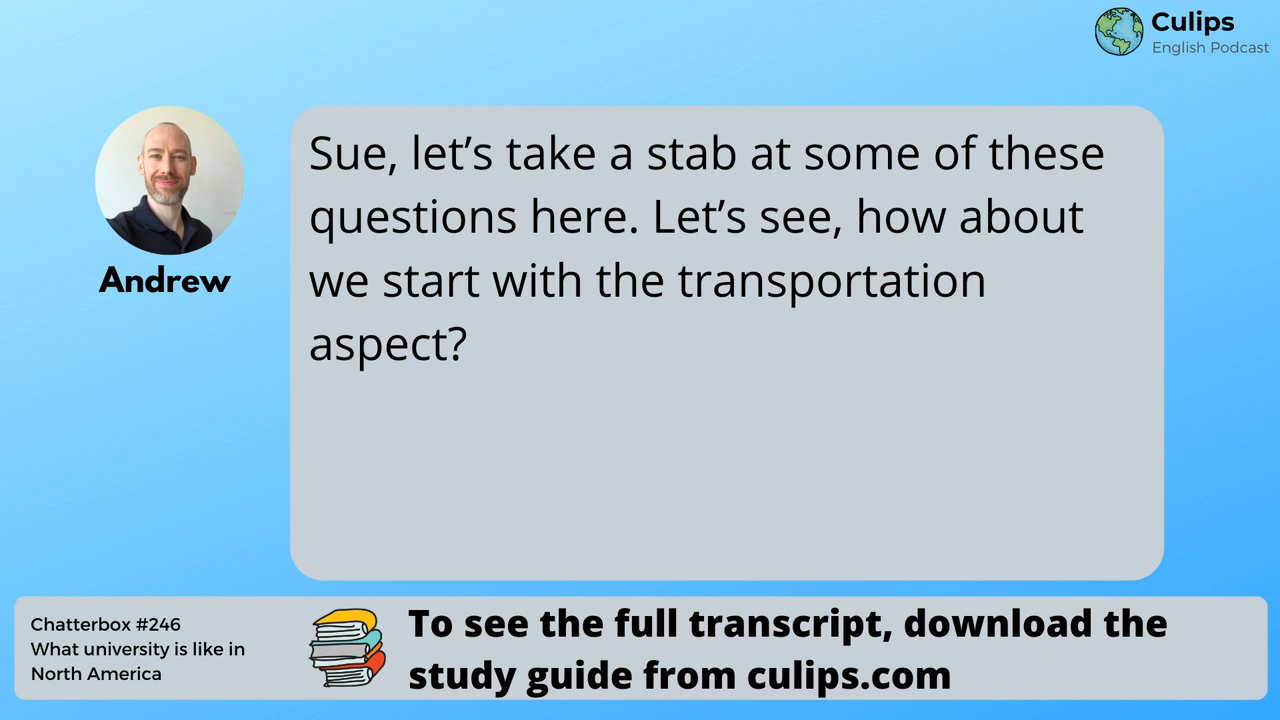 Culips
English Podcast
Sue, let’s take a stab at some of these
questions here. Let’s see, how about
we start with the transportation
aspect?
Andrew
Chatterbox #246
What university is like in
North America
To see the full transcript, download the
study guide from culips.com